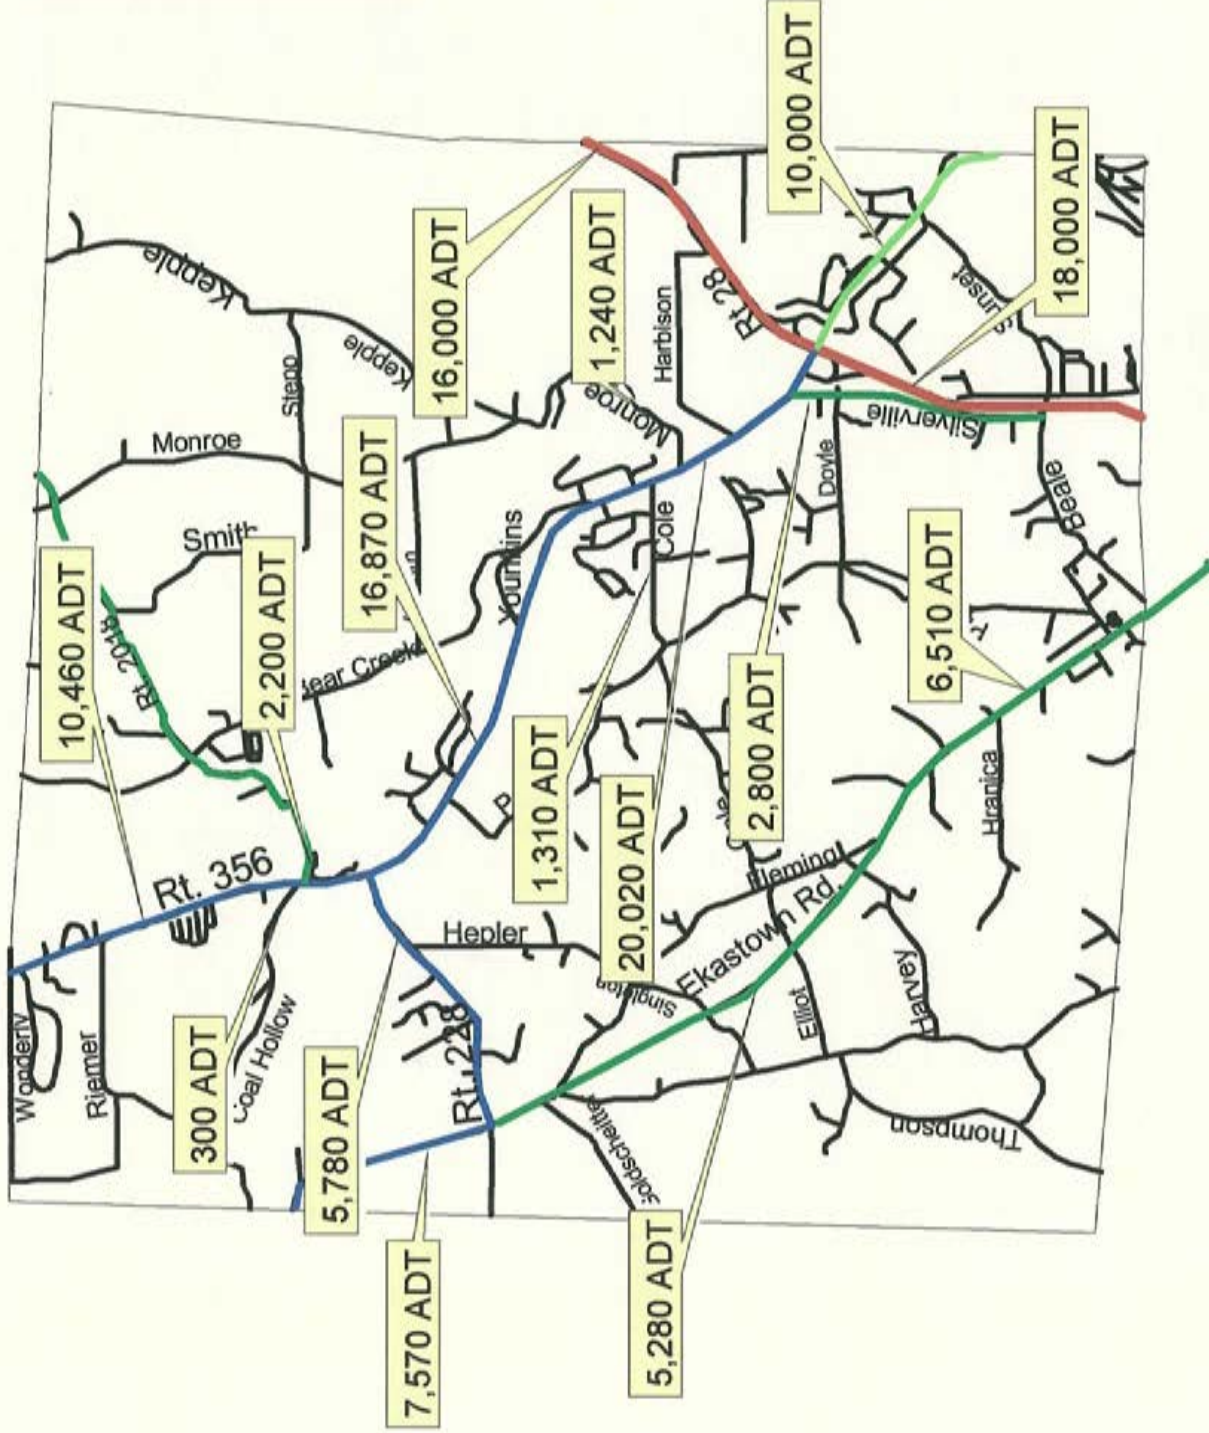 10,000 ADT
Kepple
18,000 ADT
16,000 ADT
1,240 ADT
Harbison
Rt 28
Kepple
Stepp
Monroe
Monroe
Silverville
Doyle
16,870 ADT
Smith
10,460 ADT
2,200 ADT
Younkins
Cole
Beale
6,510 ADT
Rt. 2018
Bear Creek
2,800 ADT
1,310 ADT
20,020 ADT
Hranica
Rt. 356
Fleming
Ekastown Rd.
Hepler
Singleton
Elliot
Harvey
Wonderly
Riemer
300 ADT
Coal Hollow
5,780 ADT
Rt. 228
Thompson
7,570 ADT
5,280 ADT